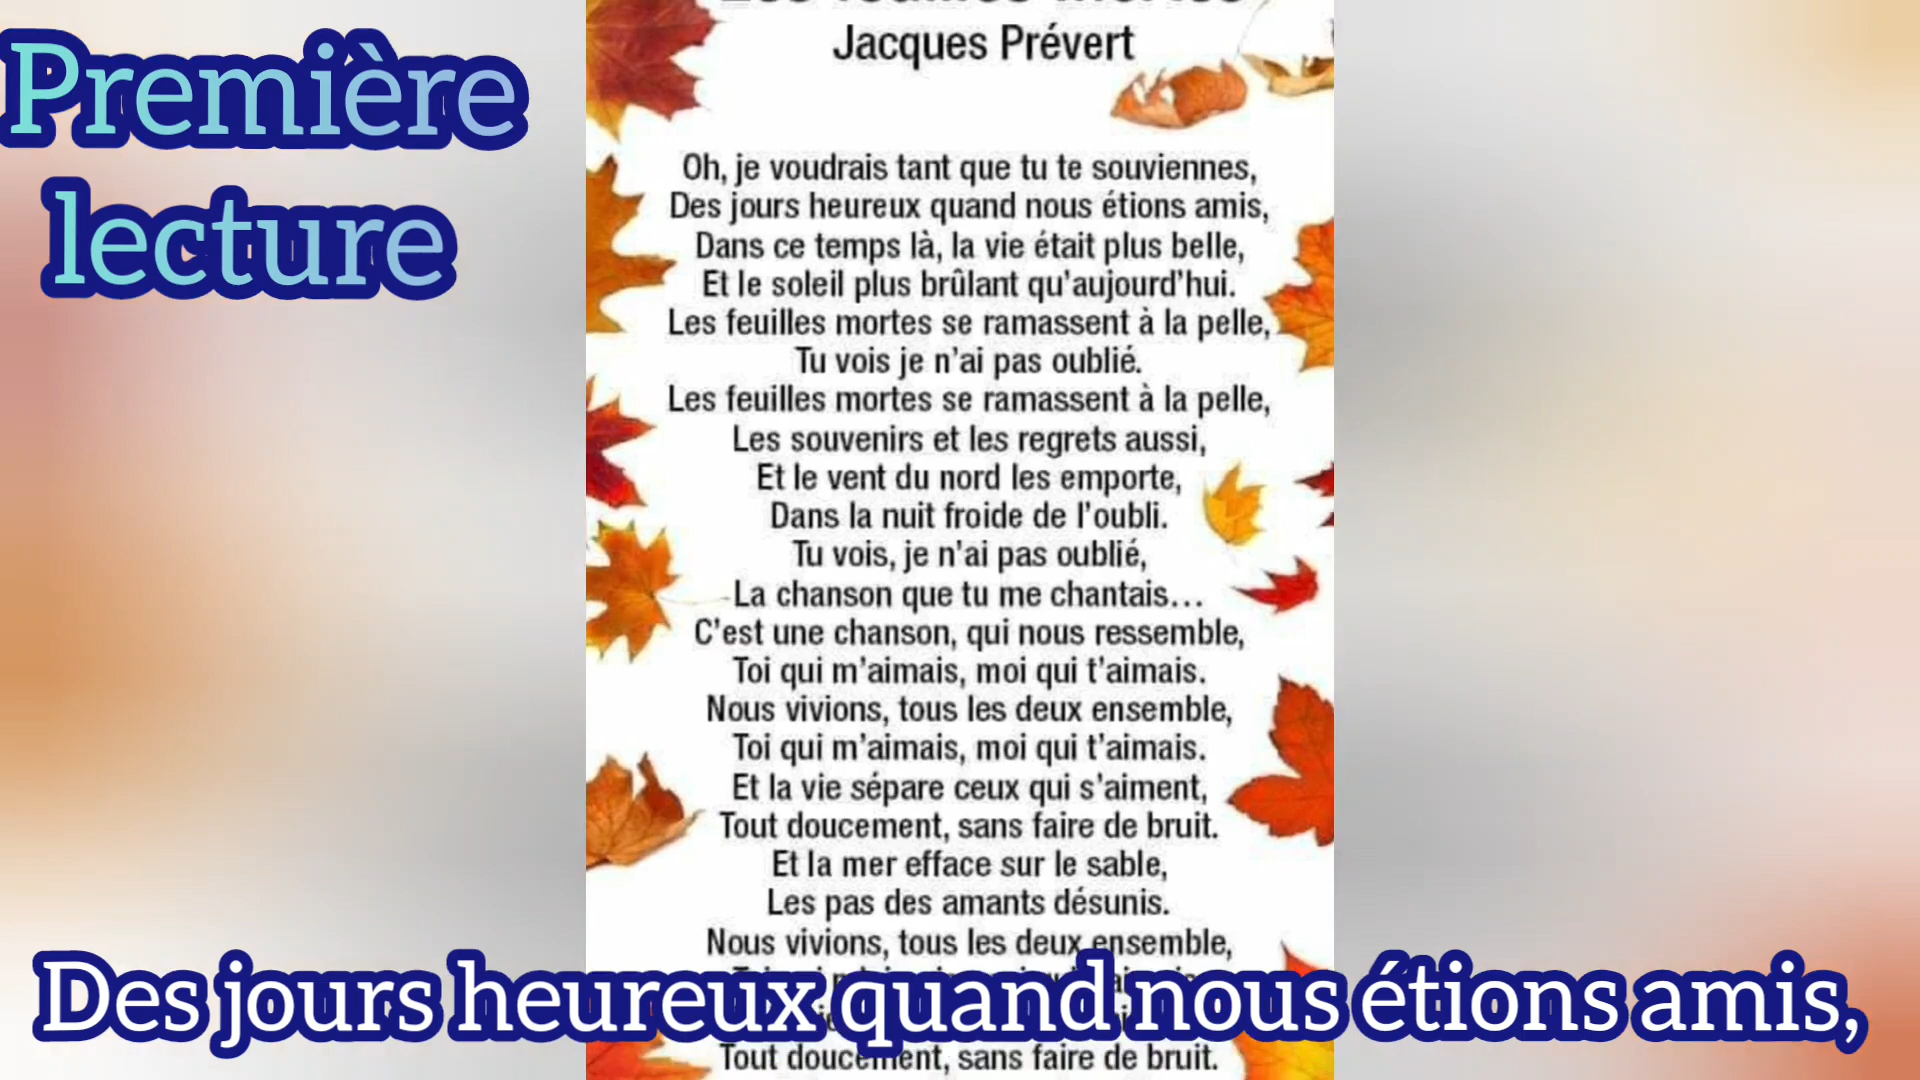 Première
lecture
Jacques Prévert
Oh, je voudrais tant que tu te souviennes,
Des jours heureux quand nous étions amis,
Dans ce temps là, la vie était plus belle,
Et le soleil plus brûlant qu'aujourd'hui.
Les feuilles mortes se ramassent à la pelle,
Tu vois je n'ai pas oublié.
Les feuilles mortes se ramassent à la pelle,
Les souvenirs et les regrets aussi,
Et le vent du nord les emporte,
Dans la nuit froide de l'oubli.
Tu vois, je n'ai pas oublié,
La chanson que tu me chantais...
C'est une chanson, qui nous ressemble,
Toi qui m'aimais, moi qui t'aimais.
Nous vivions, tous les deux ensemble,
Toi qui m'aimais, moi qui t'aimais.
Et la vie sépare ceux qui s'aiment,
Tout doucement, sans faire de bruit.
Et la mer efface sur le sable,
Les pas des amants désunis.
Nous vivions, tous les deux ensemble,
Des jours heureux quand nous étions amis,
Tout doucement, sans faire de bruit.